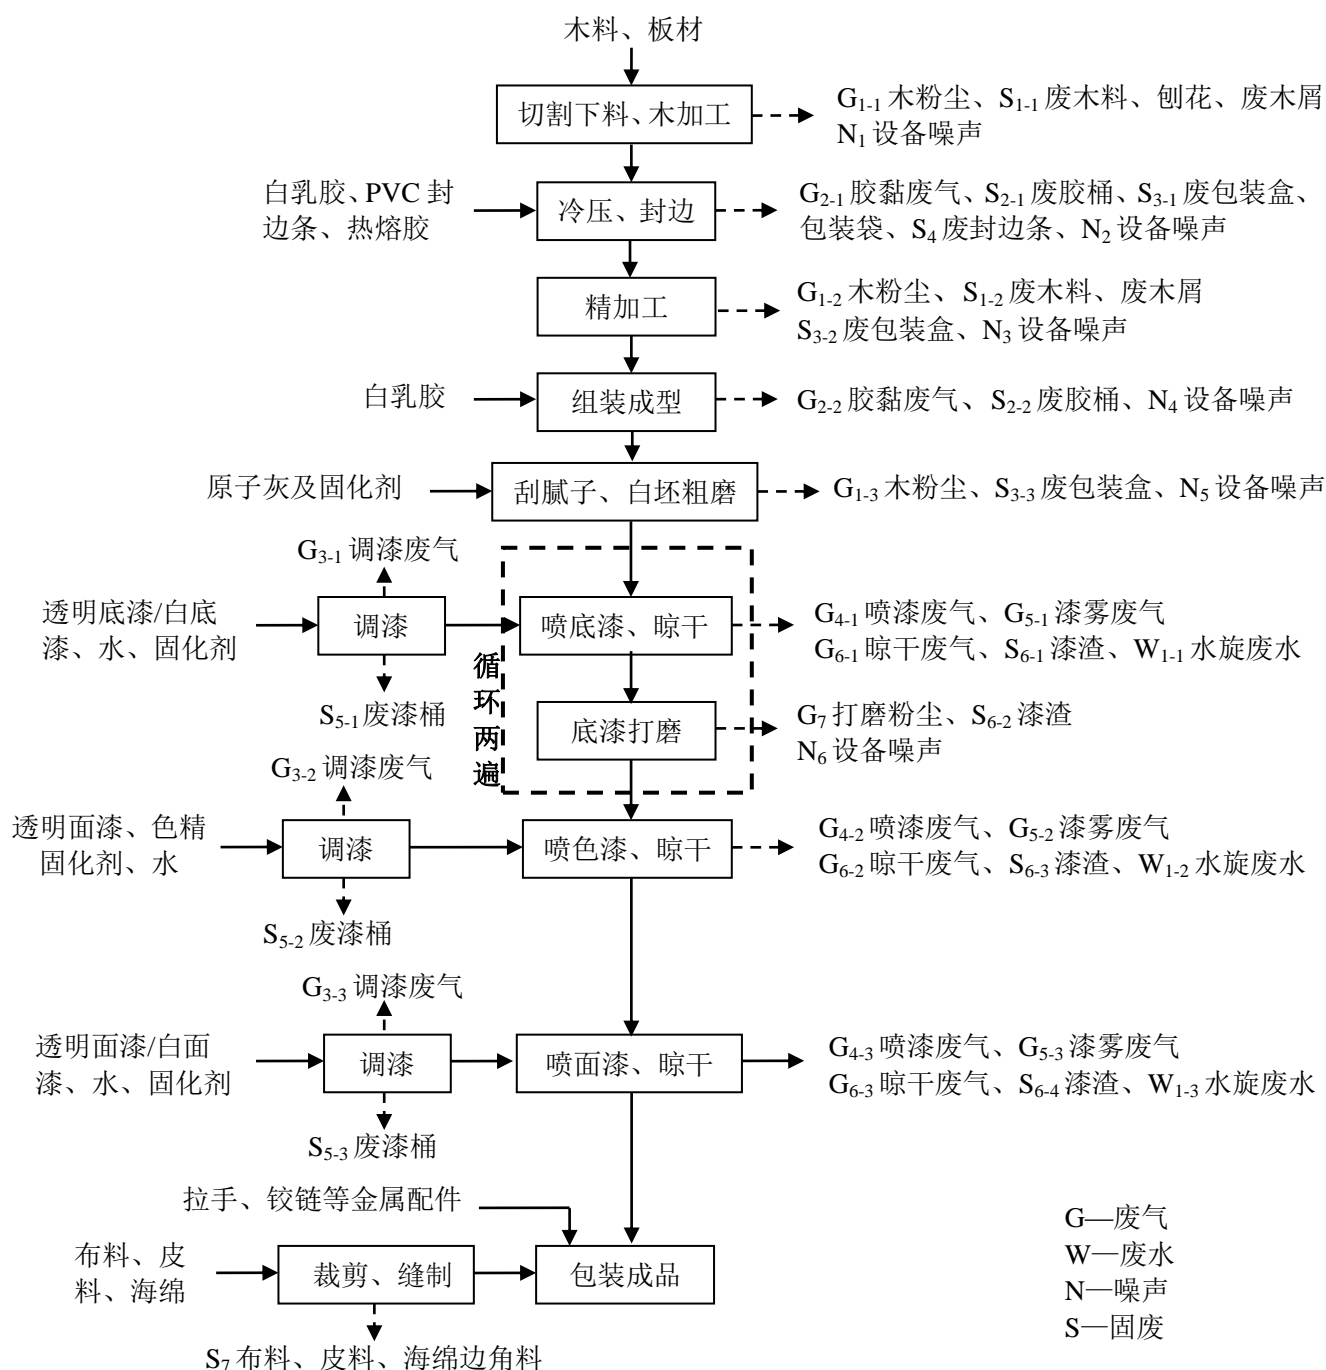 木料、板材
切割下料、木加工
G1-1 木粉尘、S1-1 废木料、刨花、废木屑
N1 设备噪声
白乳胶、PVC 封
边条、热熔胶
冷压、封边
G2-1 胶黏废气、S2-1 废胶桶、S3-1 废包装盒、
包装袋、S4 废封边条、N2 设备噪声
精加工
G1-2 木粉尘、S1-2 废木料、废木屑
S3-2 废包装盒、N3 设备噪声
白乳胶
组装成型
G2-2 胶黏废气、S2-2 废胶桶、N4 设备噪声
原子灰及固化剂
刮腻子、白坯粗磨
G1-3 木粉尘、S3-3 废包装盒、N5 设备噪声
G3-1 调漆废气
透明底漆/白底
漆、水、固化剂
调漆
喷底漆、晾干
G4-1 喷漆废气、G5-1 漆雾废气
G6-1 晾干废气、S6-1 漆渣、W1-1 水旋废水
S5-1 废漆桶
循环两遍
底漆打磨
G7 打磨粉尘、S6-2 漆渣
N6 设备噪声
G3-2 调漆废气
透明面漆、色精
固化剂、水
调漆
喷色漆、晾干
G4-2 喷漆废气、G5-2 漆雾废气
G6-2 晾干废气、S6-3 漆渣、W1-2 水旋废水
S5-2 废漆桶
G3-3 调漆废气
透明面漆/白面
漆、水、固化剂
调漆
喷面漆、晾干
G4-3 喷漆废气、G5-3 漆雾废气
G6-3 晾干废气、S6-4 漆渣、W1-3 水旋废水
S5-3 废漆桶
拉手、铰链等金属配件
布料、皮
料、海绵
裁剪、缝制
包装成品
S7 布料、皮料、海绵边角料
G—废气
W—废水
N—噪声
S—固废